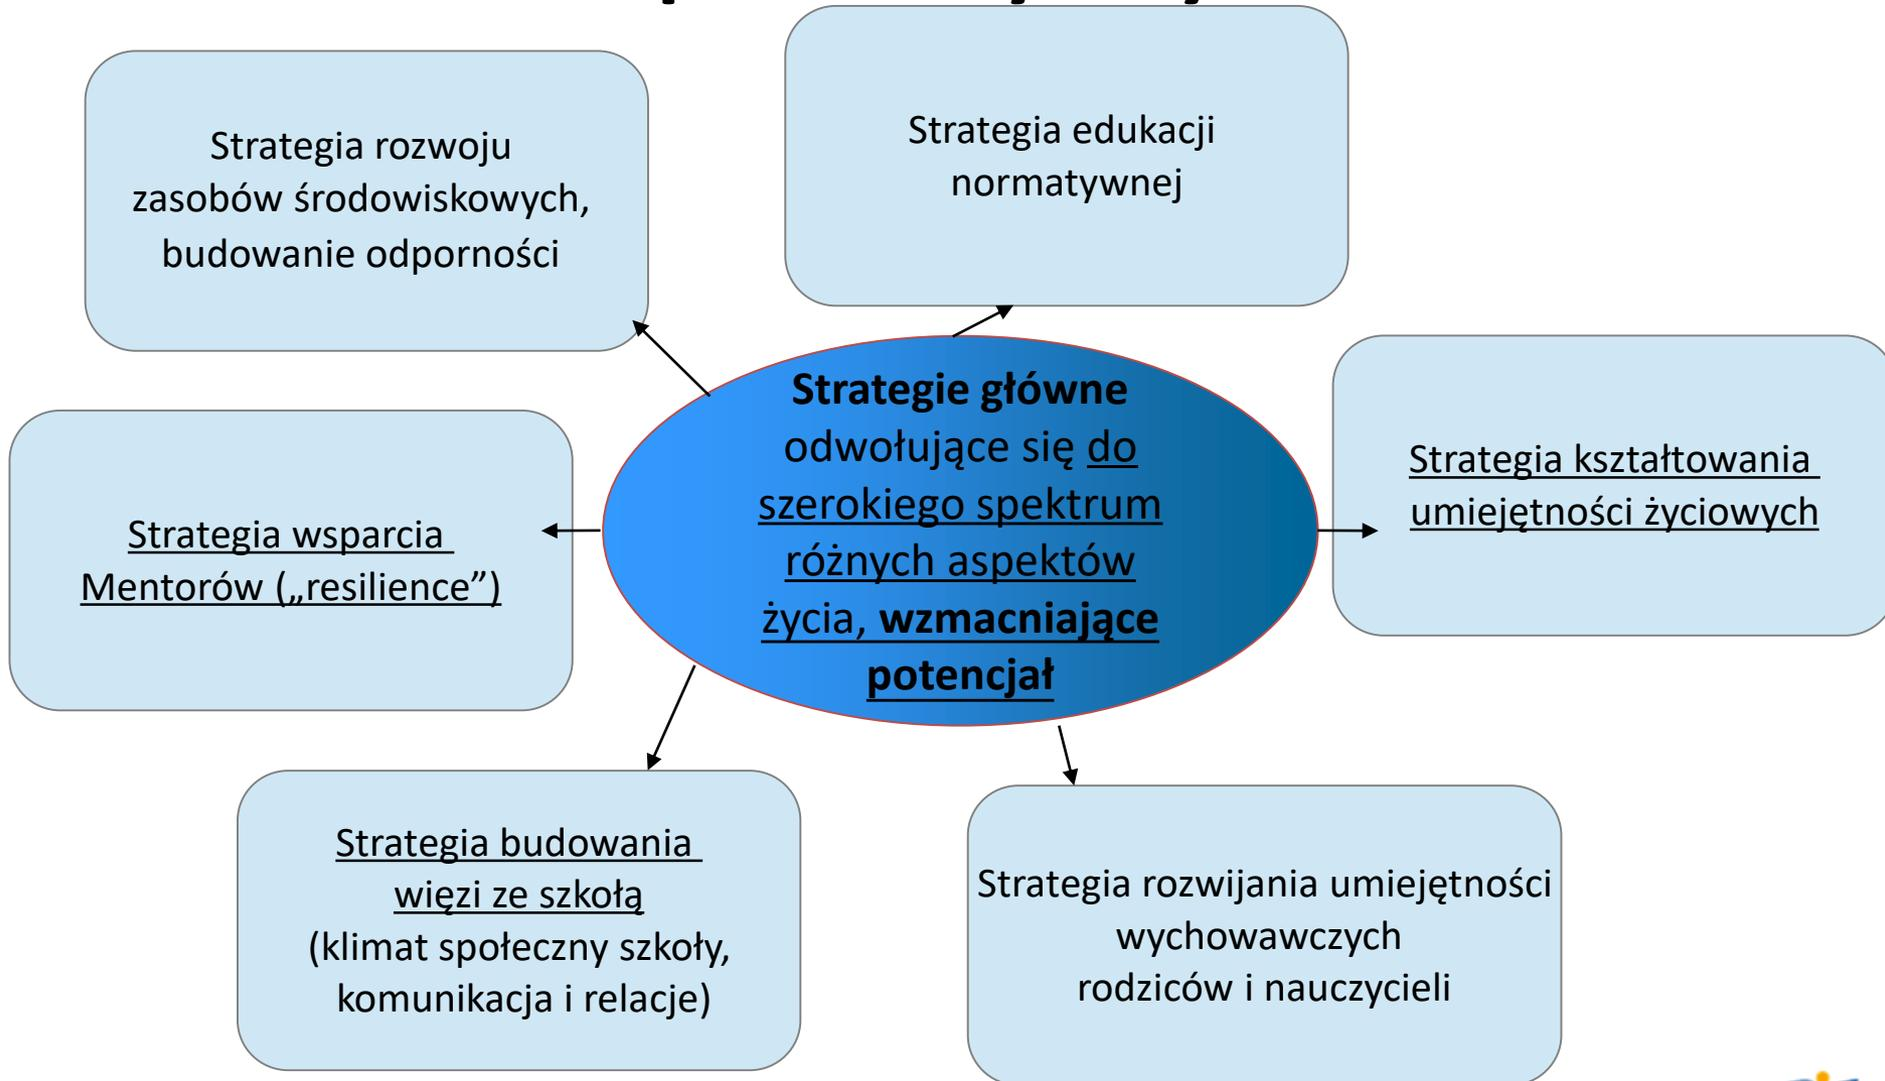 Strategia rozwoju
zasobów środowiskowych,
budowanie odporności
Strategia edukacji
normatywnej
Strategie główne
odwołujące się do
szerokiego spektrum
różnych aspektów
życia, wzmacniające
potencjał
Strategia kształtowania
umiejętności życiowych
Strategia wsparcia
Mentorów („resilience”)
Strategia budowania
więzi ze szkołą
(klimat społeczny szkoły,
komunikacja i relacje)
Strategia rozwijania umiejętności
wychowawczych
rodziców i nauczycieli